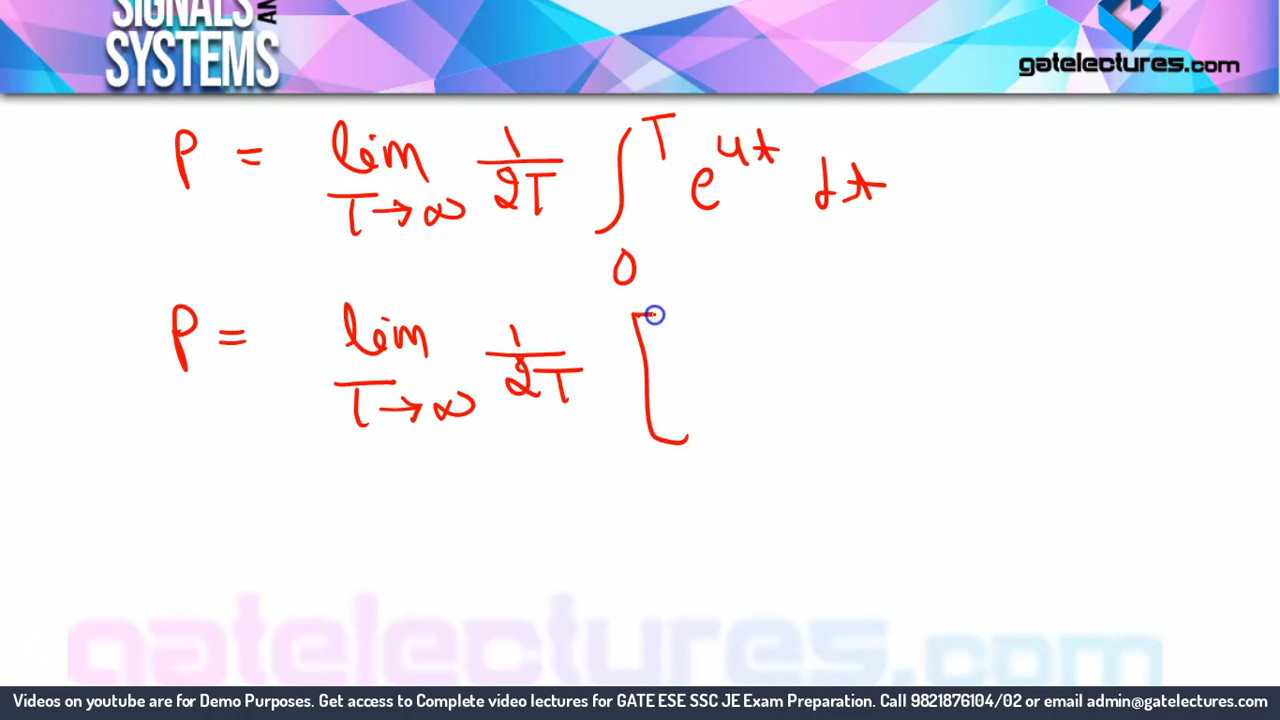 SIGNALS AND
SYSTEMS
gatelectures.com
P = lim T→∞ 1/2T ∫₀ᵀ e^{4t} dt
P = lim T→∞ 1/2T [
gatelectures.com
Videos on youtube are for Demo Purposes. Get access to Complete video lectures for GATE ESE SSC JE Exam Preparation. Call 9821876104/02 or email admin@gatelectures.com